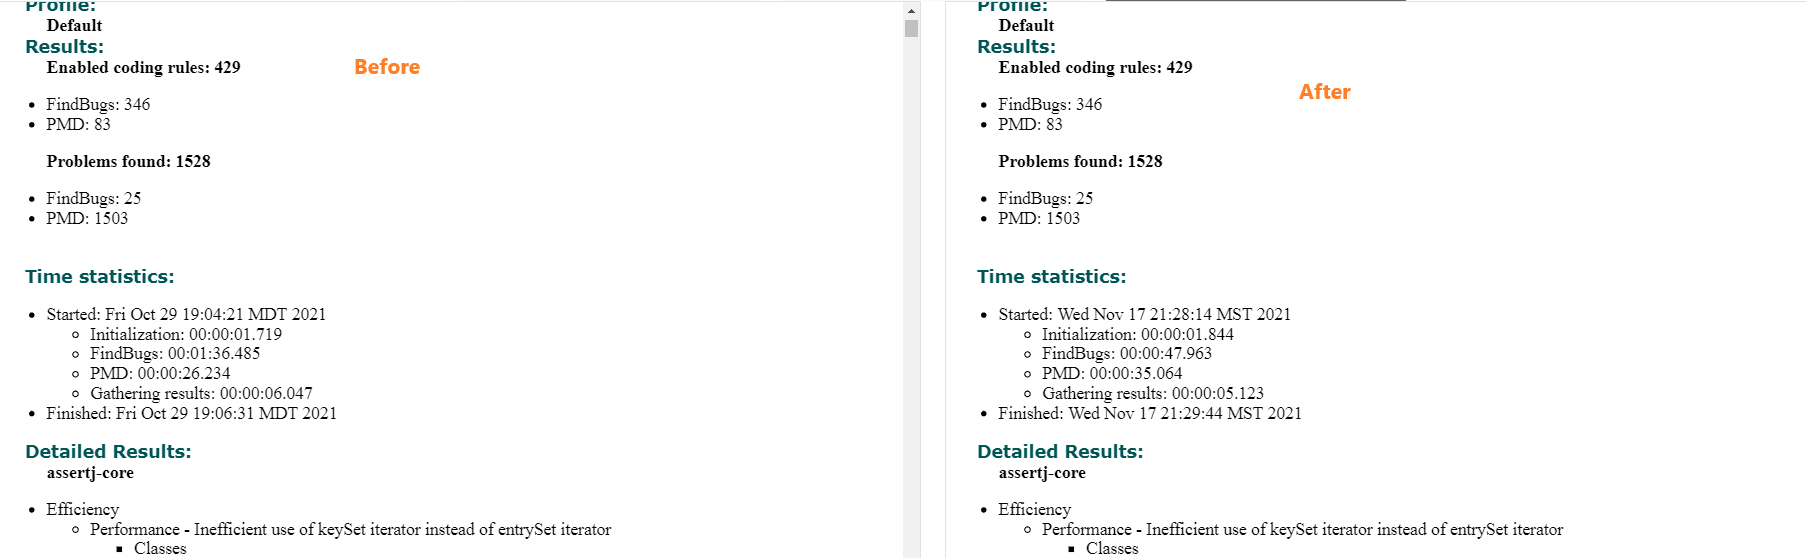 Profile:
Default
Results:
Enabled coding rules: 429
Before
FindBugs: 346
PMD: 83
Problems found: 1528
FindBugs: 25
PMD: 1503
Time statistics:
Started: Fri Oct 29 19:04:21 MDT 2021
Initialization: 00:00:01.719
FindBugs: 00:01:36.485
PMD: 00:00:26.234
Gathering results: 00:00:06.047
Finished: Fri Oct 29 19:06:31 MDT 2021
Detailed Results:
assertj-core
Efficiency
Performance - Inefficient use of keySet iterator instead of entrySet iterator
Classes
Profile:
Default
Results:
Enabled coding rules: 429
After
FindBugs: 346
PMD: 83
Problems found: 1528
FindBugs: 25
PMD: 1503
Time statistics:
Started: Wed Nov 17 21:28:14 MST 2021
Initialization: 00:00:01.844
FindBugs: 00:00:47.963
PMD: 00:00:35.064
Gathering results: 00:00:05.123
Finished: Wed Nov 17 21:29:44 MST 2021
Detailed Results:
assertj-core
Efficiency
Performance - Inefficient use of keySet iterator instead of entrySet iterator
Classes